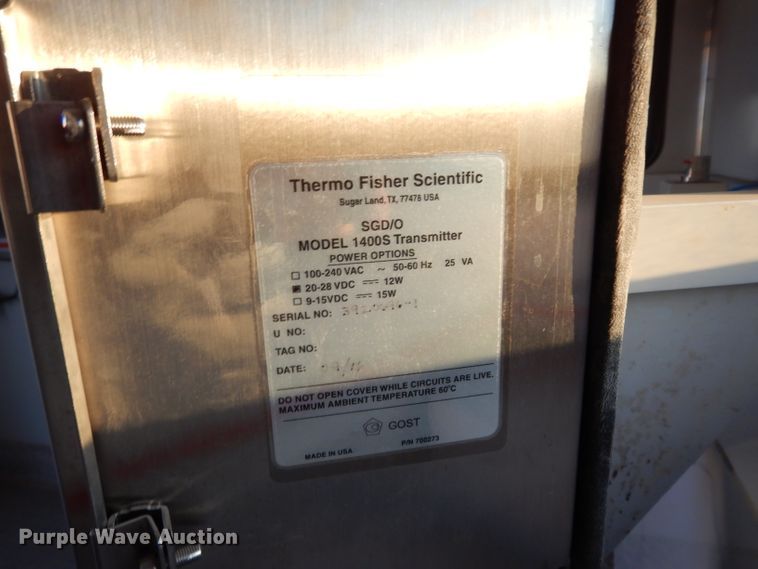 Thermo Fisher Scientific
Sugar Land, TX, 77478 USA
SGD/O
MODEL 1400S Transmitter
POWER OPTIONS
100-240 VAC ~ 50-60 Hz 25 VA
20-28 VDC 12W
9-15VDC 15W
SERIAL NO:
U NO:
TAG NO:
DATE:
DO NOT OPEN COVER WHILE CIRCUITS ARE LIVE.
MAXIMUM AMBIENT TEMPERATURE 60°C
GOST
MADE IN USA P/N 700273
Purple Wave Auction